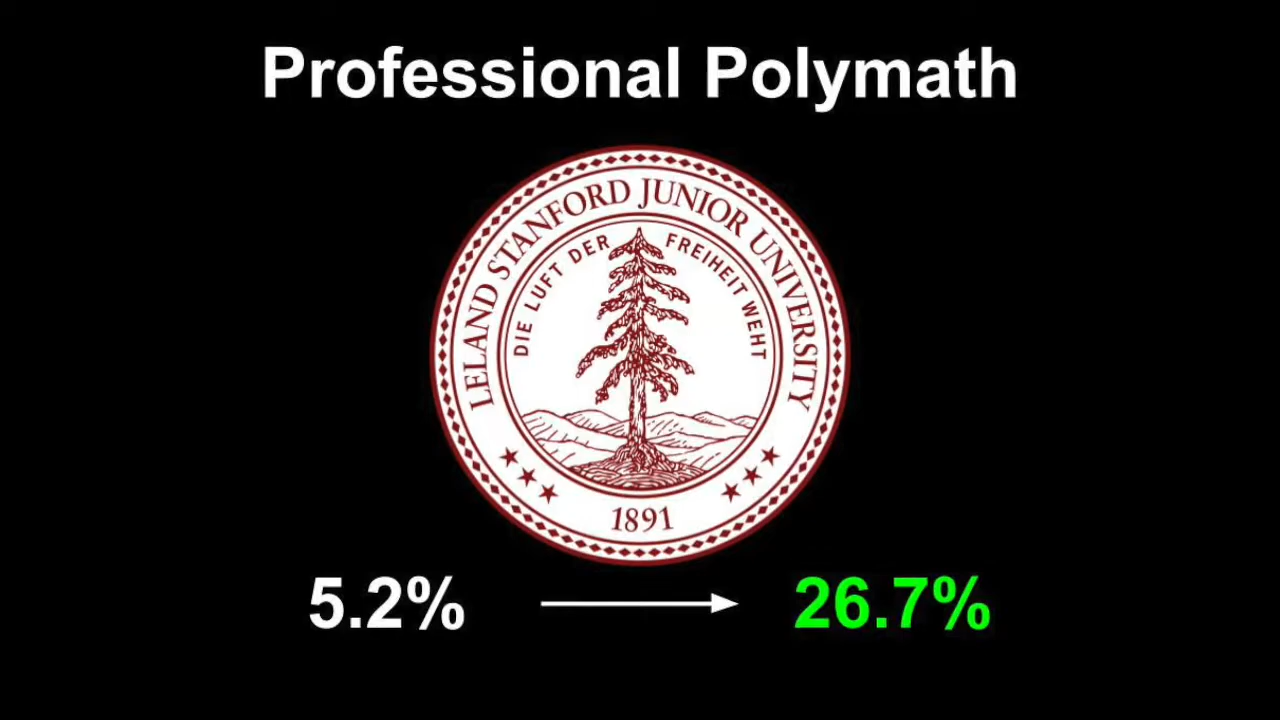 Professional Polymath
LELAND STANFORD JUNIOR UNIVERSITY
DIE LUFT DER FREIHEIT WEHT
1891
5.2% 26.7%